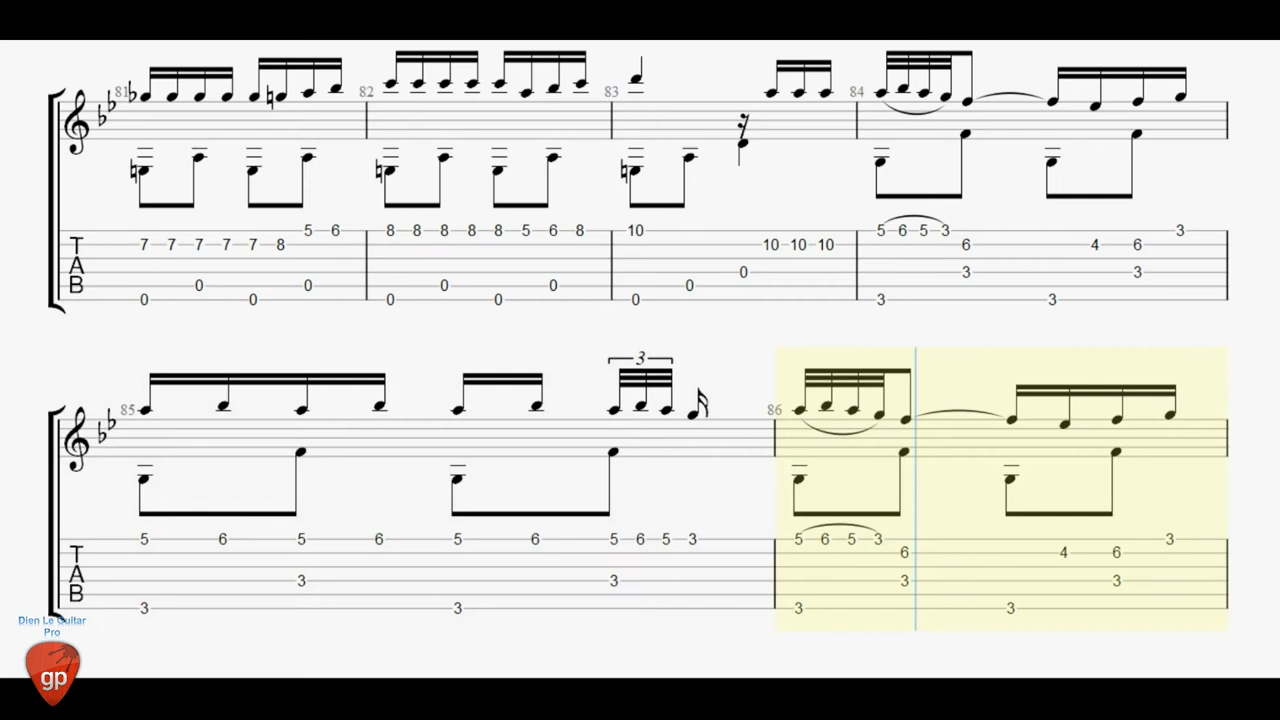 81 82 83 84
5 6 8 8 8 8 8 5 6 8 10 5 6 5 3 3
T 7 7 7 7 7 8 10 10 10 6 4 6
A 0 3 3
B 0 0 0 0 0
0 0 0 0 0 3 3
3
85 86
5 6 5 6 5 6 5 6 5 3 5 6 5 3 3
T 6 4 6
A 3 3 3 3
B
3 3 3 3
Dien Le Guitar
Pro
gp